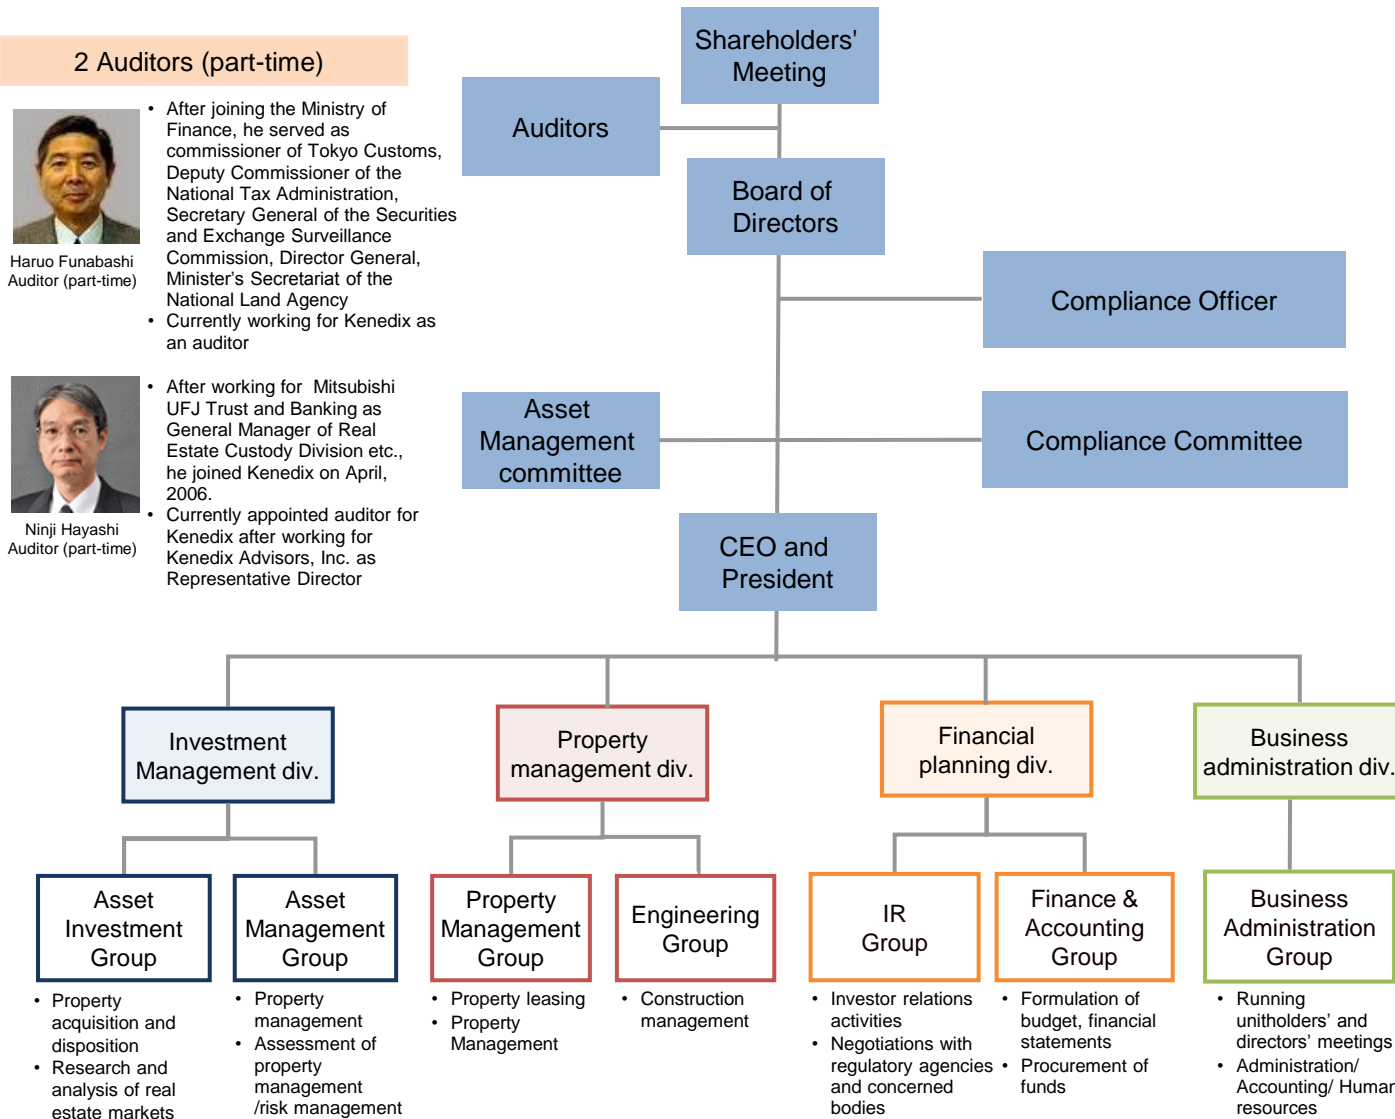 2 Auditors (part-time)
• After joining the Ministry of
Finance, he served as
commissioner of Tokyo Customs,
Deputy Commissioner of the
National Tax Administration,
Secretary General of the Securities
and Exchange Surveillance
Commission, Director General,
Minister's Secretariat of the
National Land Agency
• Currently working for Kenedix as
an auditor
Haruo Funabashi
Auditor (part-time)
• After working for Mitsubishi
UFJ Trust and Banking as
General Manager of Real
Estate Custody Division etc.,
he joined Kenedix on April,
2006.
• Currently appointed auditor for
Kenedix after working for
Kenedix Advisors, Inc. as
Representative Director
Ninji Hayashi
Auditor (part-time)
Shareholders'
Meeting
Auditors
Board of
Directors
Compliance Officer
Asset
Management
committee
Compliance Committee
CEO and
President
Investment
Management div.
Property
management div.
Financial
planning div.
Business
administration div.
Asset
Investment
Group
Asset
Management
Group
Property
Management
Group
Engineering
Group
IR
Group
Finance &
Accounting
Group
Business
Administration
Group
• Property
acquisition and
disposition
• Research and
analysis of real
estate markets
• Property
management
• Assessment of
property
management
/risk management
• Property leasing
• Property
Management
• Construction
management
• Investor relations
activities
• Negotiations with
regulatory agencies
and concerned
bodies
• Formulation of
budget, financial
statements
• Procurement of
funds
• Running
unitholders' and
directors' meetings
• Administration/
Accounting/ Human
resources